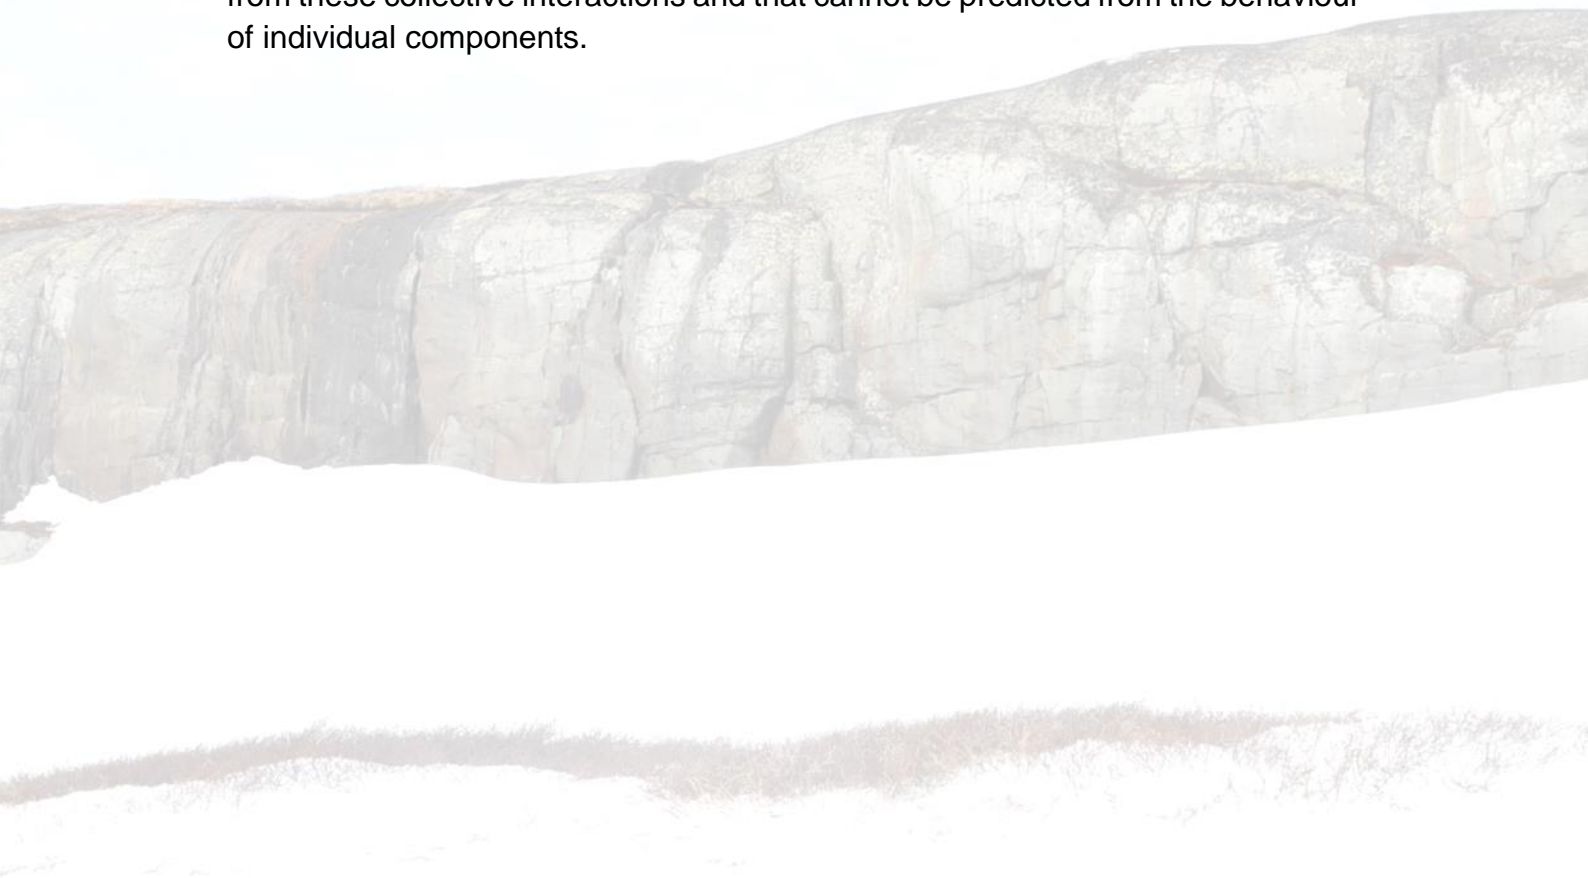 from these collective interactions and that cannot be predicted from the behaviour
of individual components.